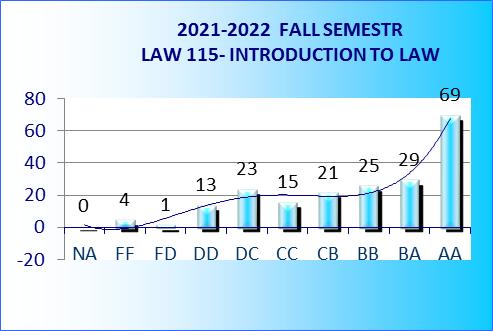 2021-2022 FALL SEMESTR
LAW 115- INTRODUCTION TO LAW
80
60
40
20
0
-20
0 4 1 13 23 15 21 25 29 69
NA FF FD DD DC CC CB BB BA AA